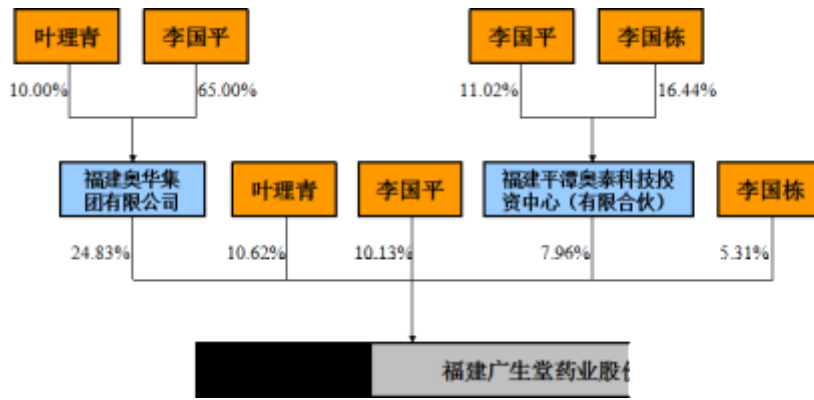 叶理青 李国平 李国平 李国栋
10.00% 65.00% 11.02% 16.44%
福建奥华集
团有限公司
叶理青 李国平
福建平潭奥泰科技投
资中心（有限合伙）
李国栋
24.83% 10.62% 10.13% 7.96% 5.31%
福建广生堂药业股